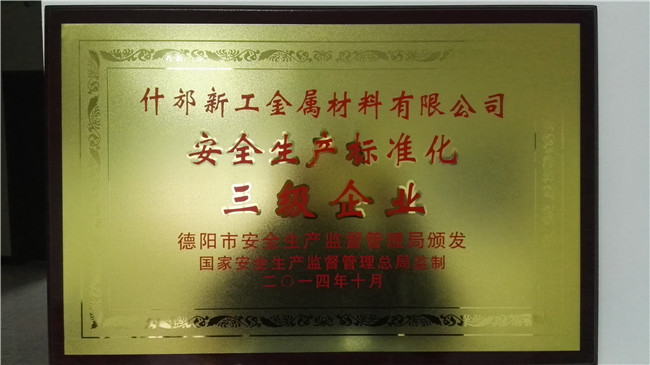 什邡新工金属材料有限公司
安全生产标准化
三级企业
德阳市安全生产监督管理局颁发
国家安全生产监督管理总局监制
二〇一四年十月